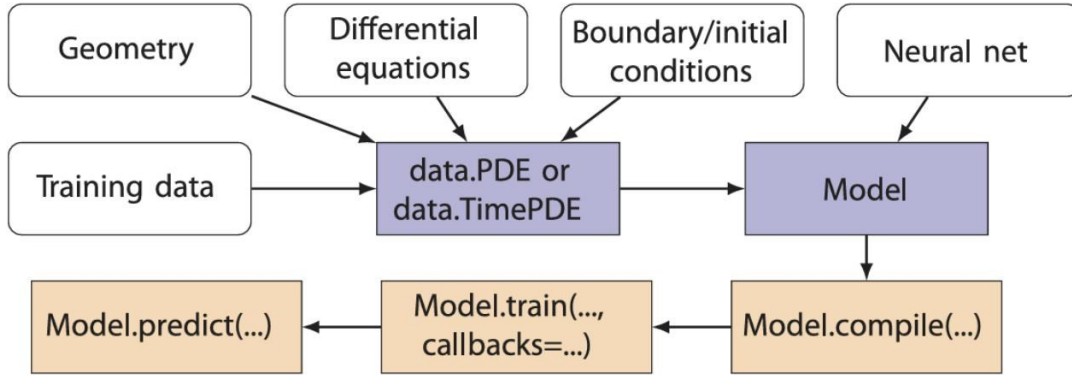 Geometry
Differential
equations
Boundary/initial
conditions
Neural net
Training data
data.PDE or
data.TimePDE
Model
Model.predict(...)
Model.train(...,
callbacks=...)
Model.compile(...)